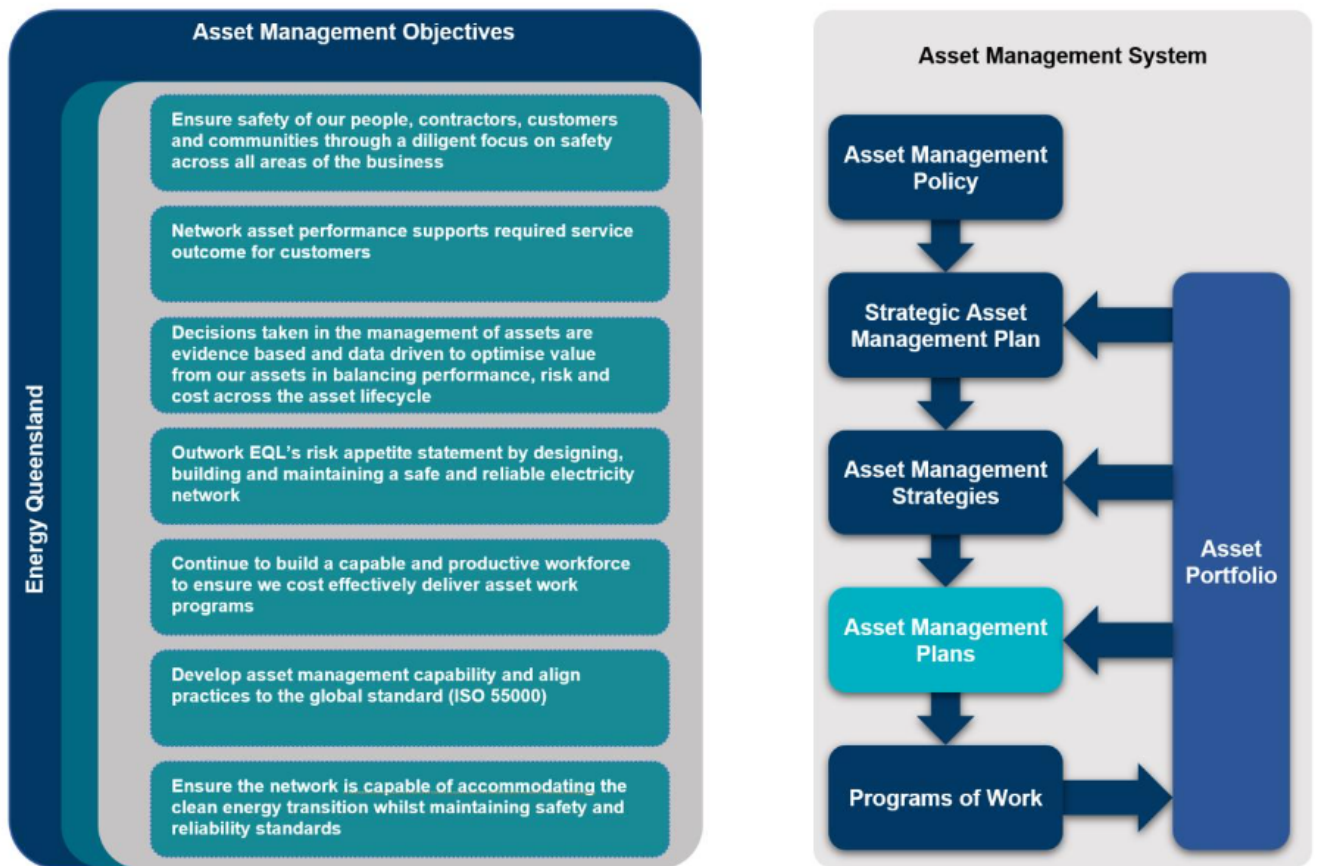 Asset Management Objectives
Energy Queensland
Ensure safety of our people, contractors, customers
and communities through a diligent focus on safety
across all areas of the business
Network asset performance supports required service
outcome for customers
Decisions taken in the management of assets are
evidence based and data driven to optimise value
from our assets in balancing performance, risk and
cost across the asset lifecycle
Outwork EQL's risk appetite statement by designing,
building and maintaining a safe and reliable electricity
network
Continue to build a capable and productive workforce
to ensure we cost effectively deliver asset work
programs
Develop asset management capability and align
practices to the global standard (ISO 55000)
Ensure the network is capable of accommodating the
clean energy transition whilst maintaining safety and
reliability standards
Asset Management System
Asset Management
Policy
Strategic Asset
Management Plan
Asset Management
Strategies
Asset Management
Plans
Programs of Work
Asset
Portfolio